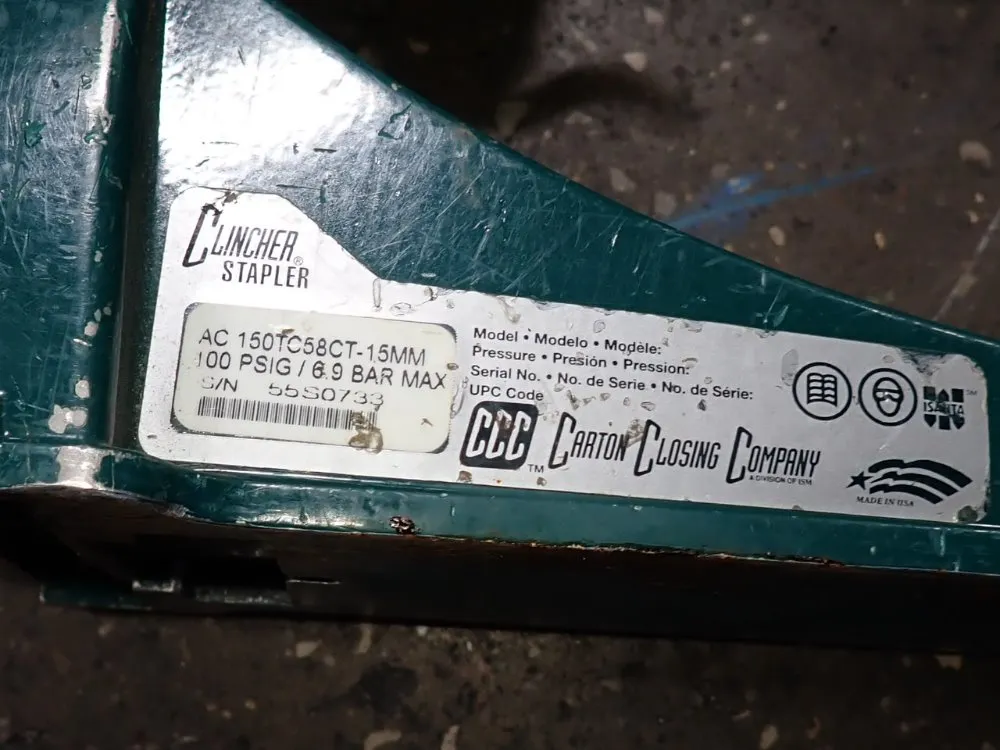 CLINCHER®
STAPLER
AC 150TC58CT-15MM
100 PSIG / 6.9 BAR MAX
S/N 55S0733
Model • Modelo • Modèle:
Pressure • Presión • Pression:
Serial No. • No. de Serie • No. de Série:
UPC Code
CCC™ CARTON CLOSING COMPANY
A DIVISION OF ISM
ISANTA SM
MADE IN USA